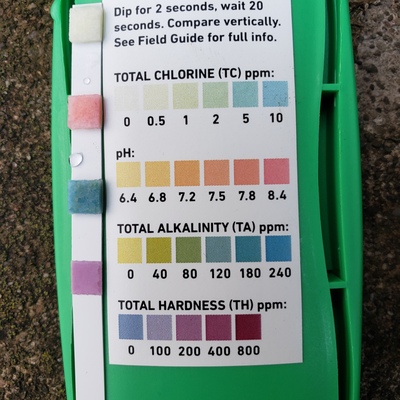 Dip for 2 seconds, wait 20
seconds. Compare vertically.
See Field Guide for full info.
TOTAL CHLORINE (TC) ppm:
0 0.5 1 2 5 10
pH:
6.4 6.8 7.2 7.5 7.8 8.4
TOTAL ALKALINITY (TA) ppm:
0 40 80 120 180 240
TOTAL HARDNESS (TH) ppm:
0 100 200 400 800